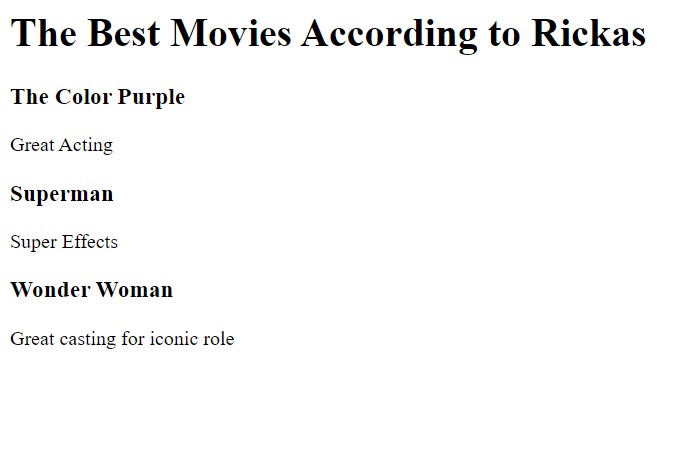 The Best Movies According to Rickas
The Color Purple
Great Acting
Superman
Super Effects
Wonder Woman
Great casting for iconic role